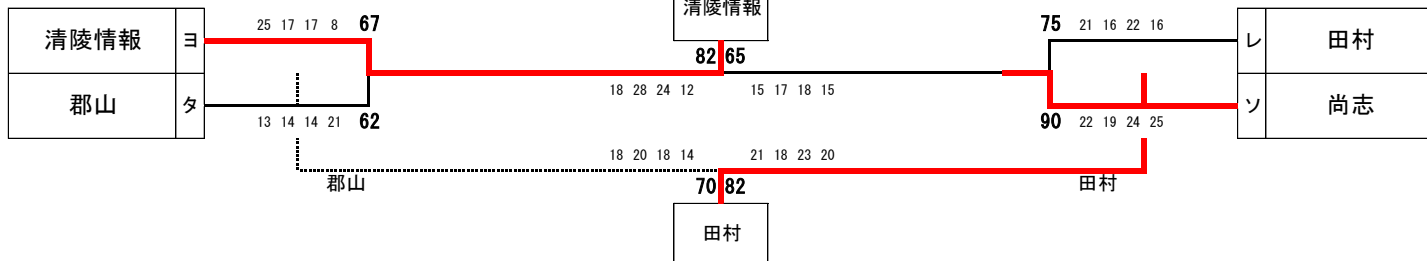 清陵情報
清陵情報 ヨ 25 17 17 8 67
82 65
75 21 16 22 16 レ 田村
郡山 タ 13 14 14 21 62
18 28 24 12 15 17 18 15
90 22 19 24 25 ソ 尚志
18 20 18 14 21 18 23 20
郡山 70 82 田村
田村